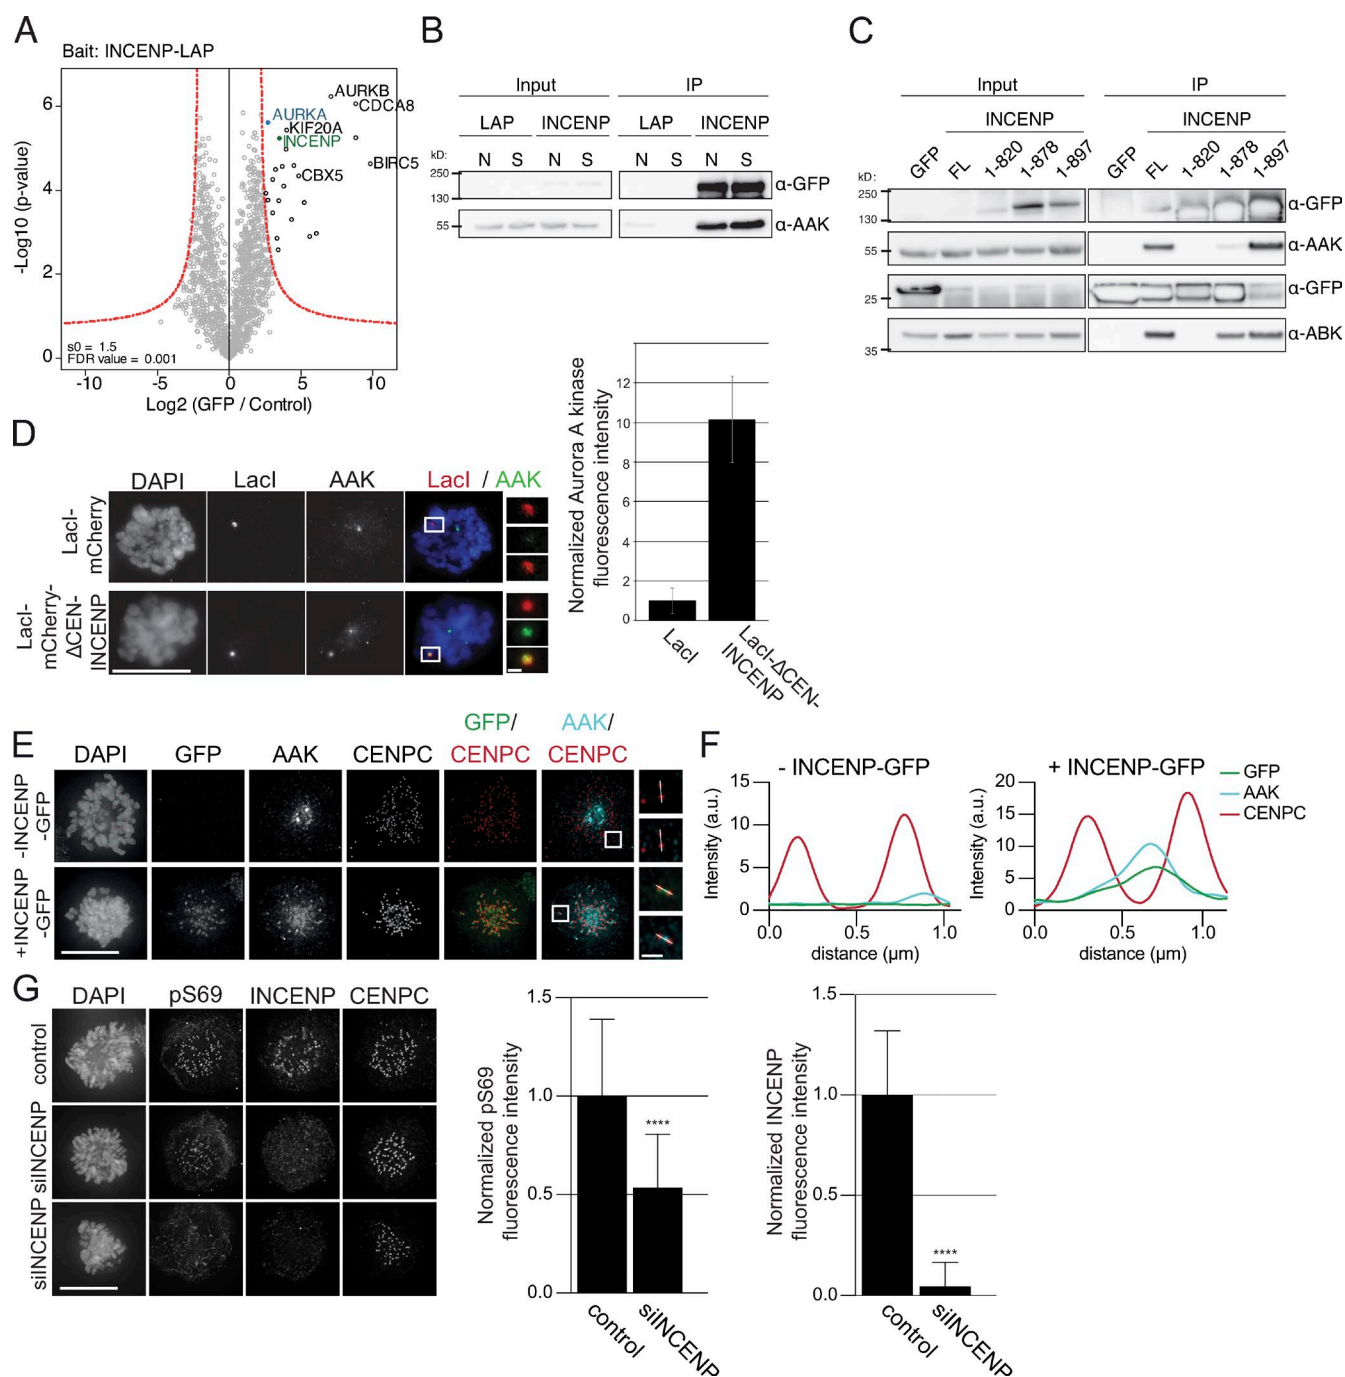 A
Bait: INCENP-LAP
-Log10 (p-value)
6
4
2
0
AURKB
CDCA8
AURKA
KIF20A
INCENP
BIRC5
CBX5
s0 = 1.5
FDR value = 0.001
-10 -5 0 5 10
Log2 (GFP / Control)
B
Input IP
LAP INCENP LAP INCENP
kD: N S N S N S N S
250
130
α-GFP
55
α-AAK
C
Input IP
INCENP INCENP
GFP FL 1-820 1-878 1-897 GFP FL 1-820 1-878 1-897
kD:
250
130
α-GFP
55
α-AAK
25
α-GFP
35
α-ABK
D
DAPI LacI AAK LacI / AAK
LacI-
mCherry
LacI-
mCherry-
ΔCEN-
INCENP
Normalized Aurora A kinase
fluorescence intensity
12
10
8
6
4
2
0
LacI
LacI-ΔCEN-
INCENP
E
DAPI GFP AAK CENPC GFP/
CENPC AAK/
CENPC
-INCENP
-GFP
+INCENP
-GFP
F
- INCENP-GFP
Intensity (a.u.)
15
10
5
0
0.0 0.5 1.0
distance (µm)
+ INCENP-GFP
Intensity (a.u.)
20
15
10
5
0
0.0 0.5 1.0
distance (µm)
GFP
AAK
CENPC
G
DAPI pS69 INCENP CENPC
control
siINCENP
siINCENP
Normalized pS69
fluorescence intensity
1.5
1.0
0.5
0.0
****
control
siINCENP
Normalized INCENP
fluorescence intensity
1.5
1.0
0.5
0.0
****
control
siINCENP